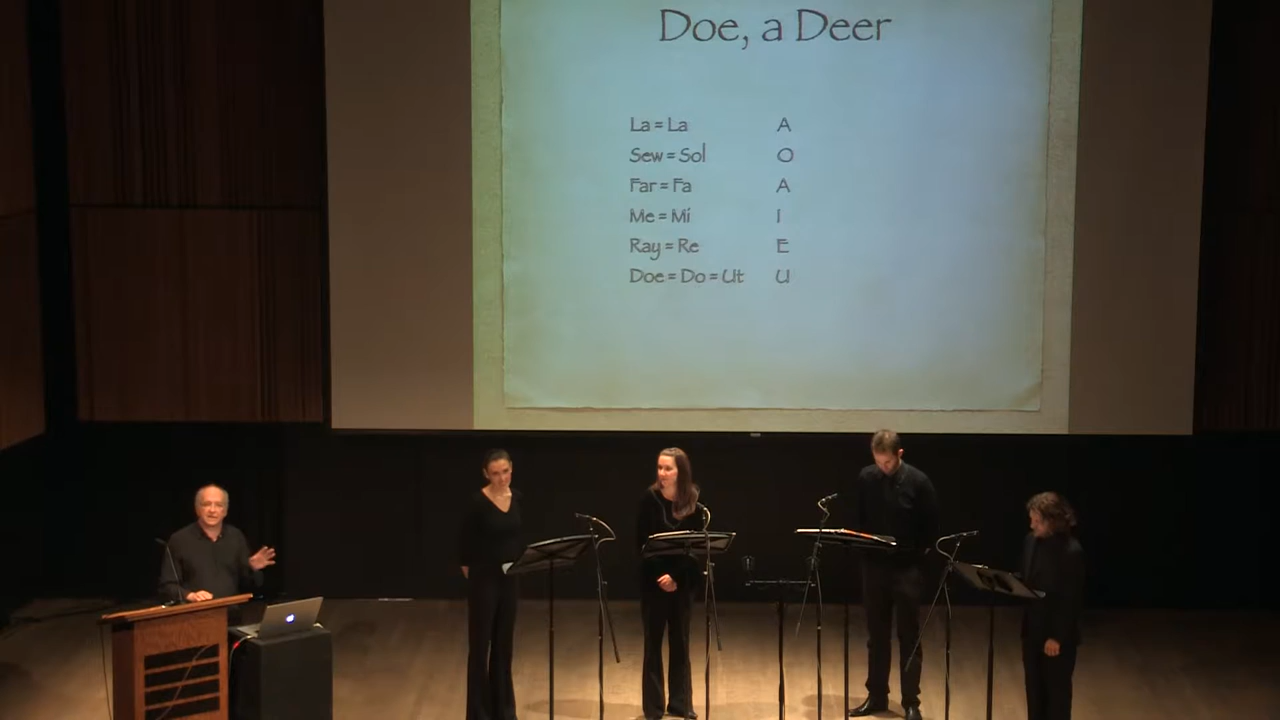 Doe, a Deer
La = La A
Sew = Sol O
Far = Fa A
Me = Mi I
Ray = Re E
Doe = Do = Ut U